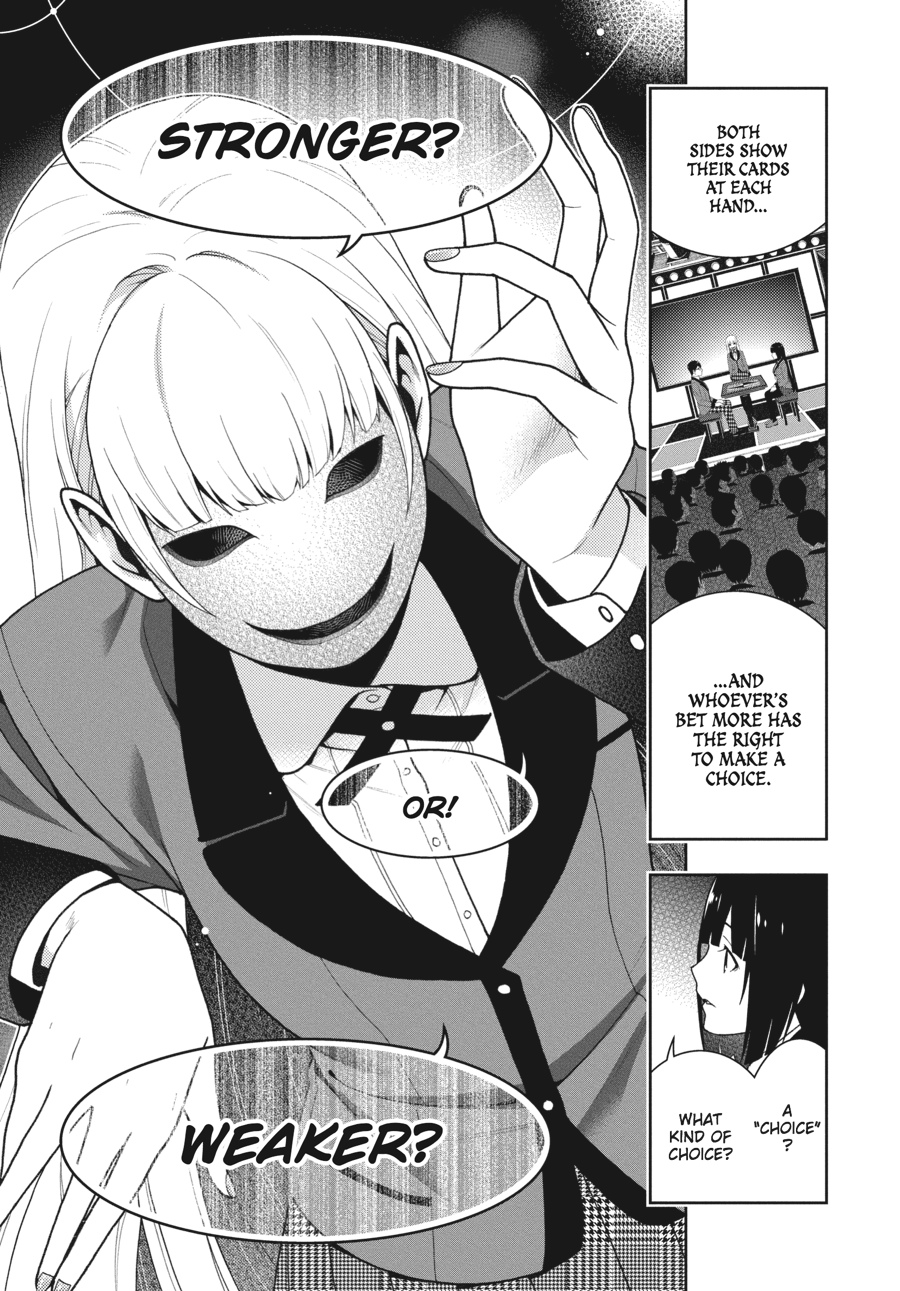 BOTH
SIDES SHOW
THEIR CARDS
AT EACH
HAND...
...AND
WHOEVER'S
BET MORE HAS
THE RIGHT
TO MAKE A
CHOICE.
A
"CHOICE"
?
WHAT
KIND OF
CHOICE?
STRONGER?
OR!
WEAKER?